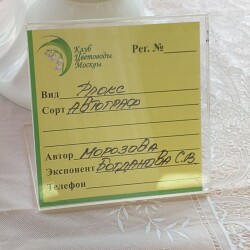 Клуб
Цветоводы
Москвы
Рег. №
Вид Флокс
Сорт Автограф
Автор Морозова
Экспонент Богданова С.В.
Телефон